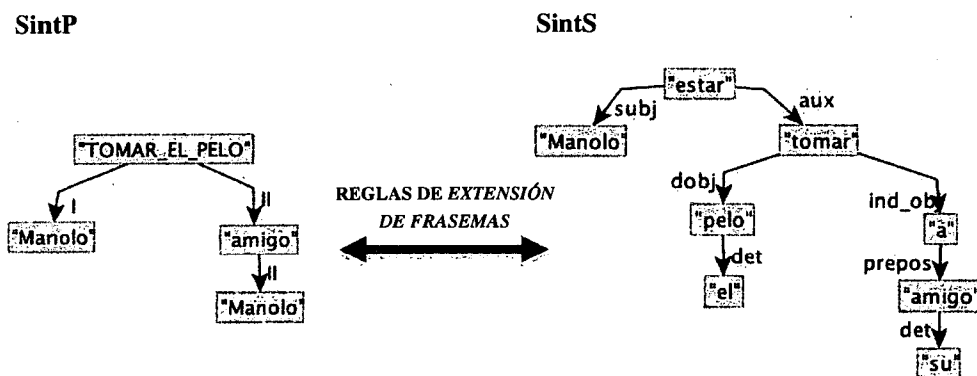 SintP
SintS
"estar"
subj
aux
"Manolo"
"tomar"
"TOMAR_EL_PELO"
dobj
ind_obj
I
II
REGLAS DE EXTENSIÓN
DE FRASEMAS
"Manolo"
"amigo"
"pelo"
"a"
II
det
prepos
"Manolo"
"el"
"amigo"
det
"su"